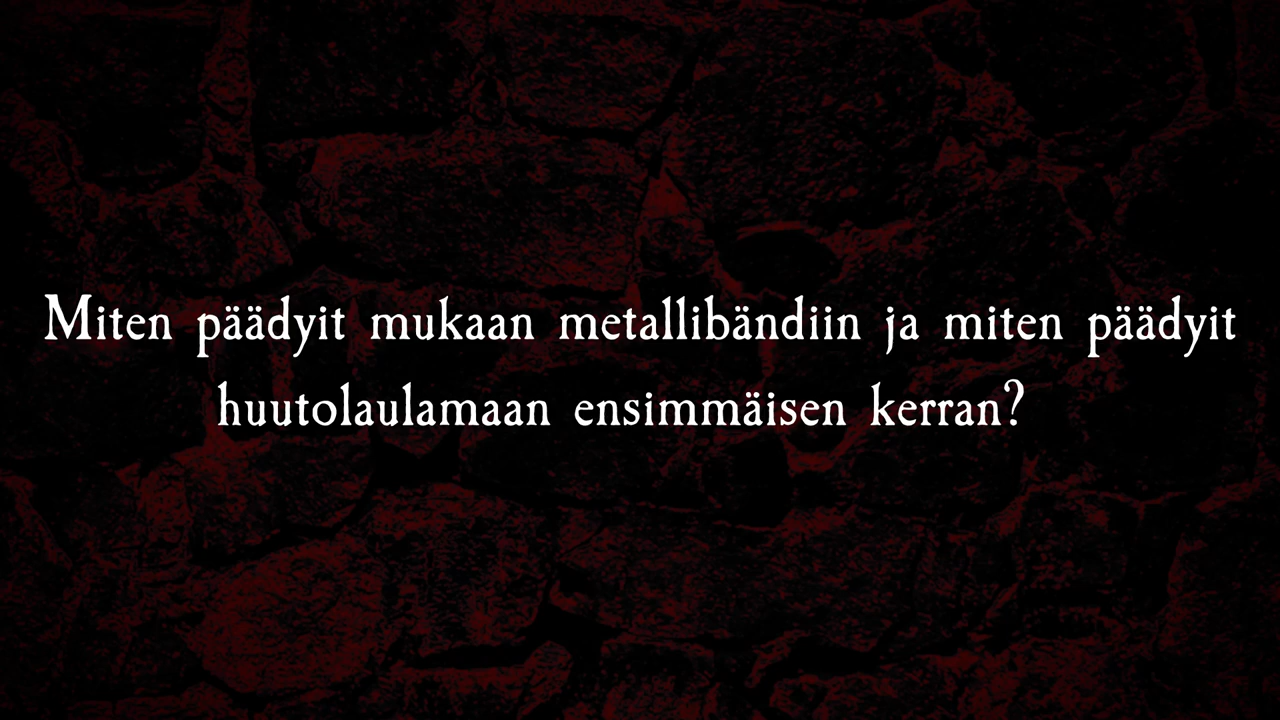 Miten päädyit mukaan metallibändiin ja miten päädyit
huutolaulamaan ensimmäisen kerran?